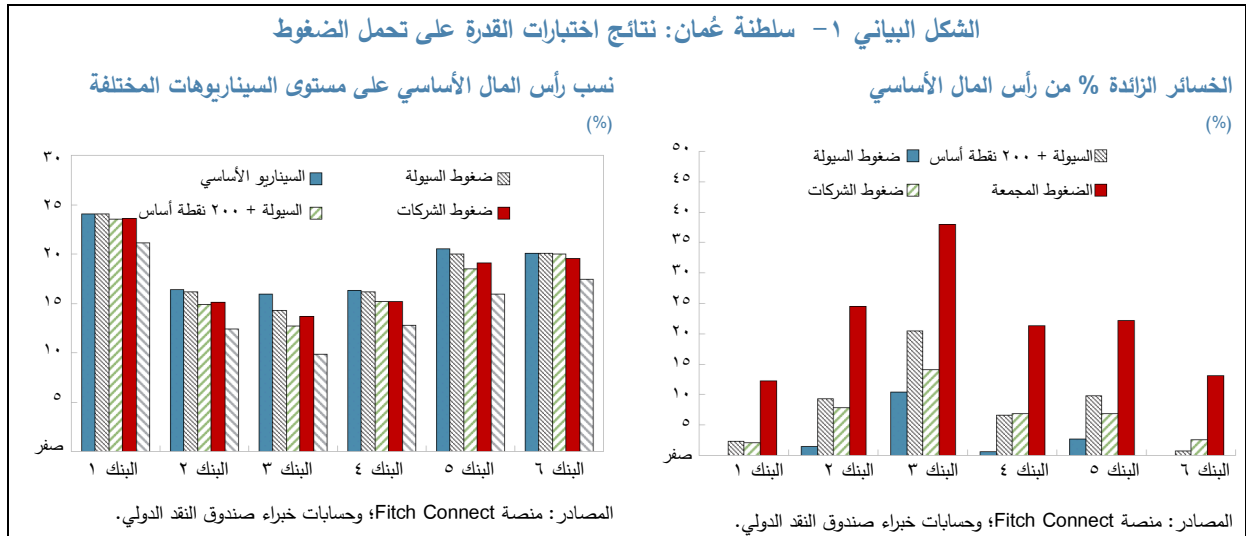 الشكل البياني ١– سلطنة عُمان: نتائج اختبارات القدرة على تحمل الضغوط
الخسائر الزائدة % من رأس المال الأساسي
(%)
٥٠
٤٥
٤٠
٣٥
٣٠
٢٥
٢٠
١٥
١٠
٥
صفر
ضغوط السيولة
السيولة + ٢٠٠ نقطة أساس
ضغوط الشركات
الضغوط المجمعة
البنك ١ البنك ٢ البنك ٣ البنك ٤ البنك ٥ البنك ٦
المصادر: منصة Fitch Connect؛ وحسابات خبراء صندوق النقد الدولي.
نسب رأس المال الأساسي على مستوى السيناريوهات المختلفة
(%)
٣٠
٢٥
٢٠
١٥
١٠
٥
صفر
السيناريو الأساسي
ضغوط السيولة
السيولة + ٢٠٠ نقطة أساس
ضغوط الشركات
البنك ١ البنك ٢ البنك ٣ البنك ٤ البنك ٥ البنك ٦
المصادر: منصة Fitch Connect؛ وحسابات خبراء صندوق النقد الدولي.